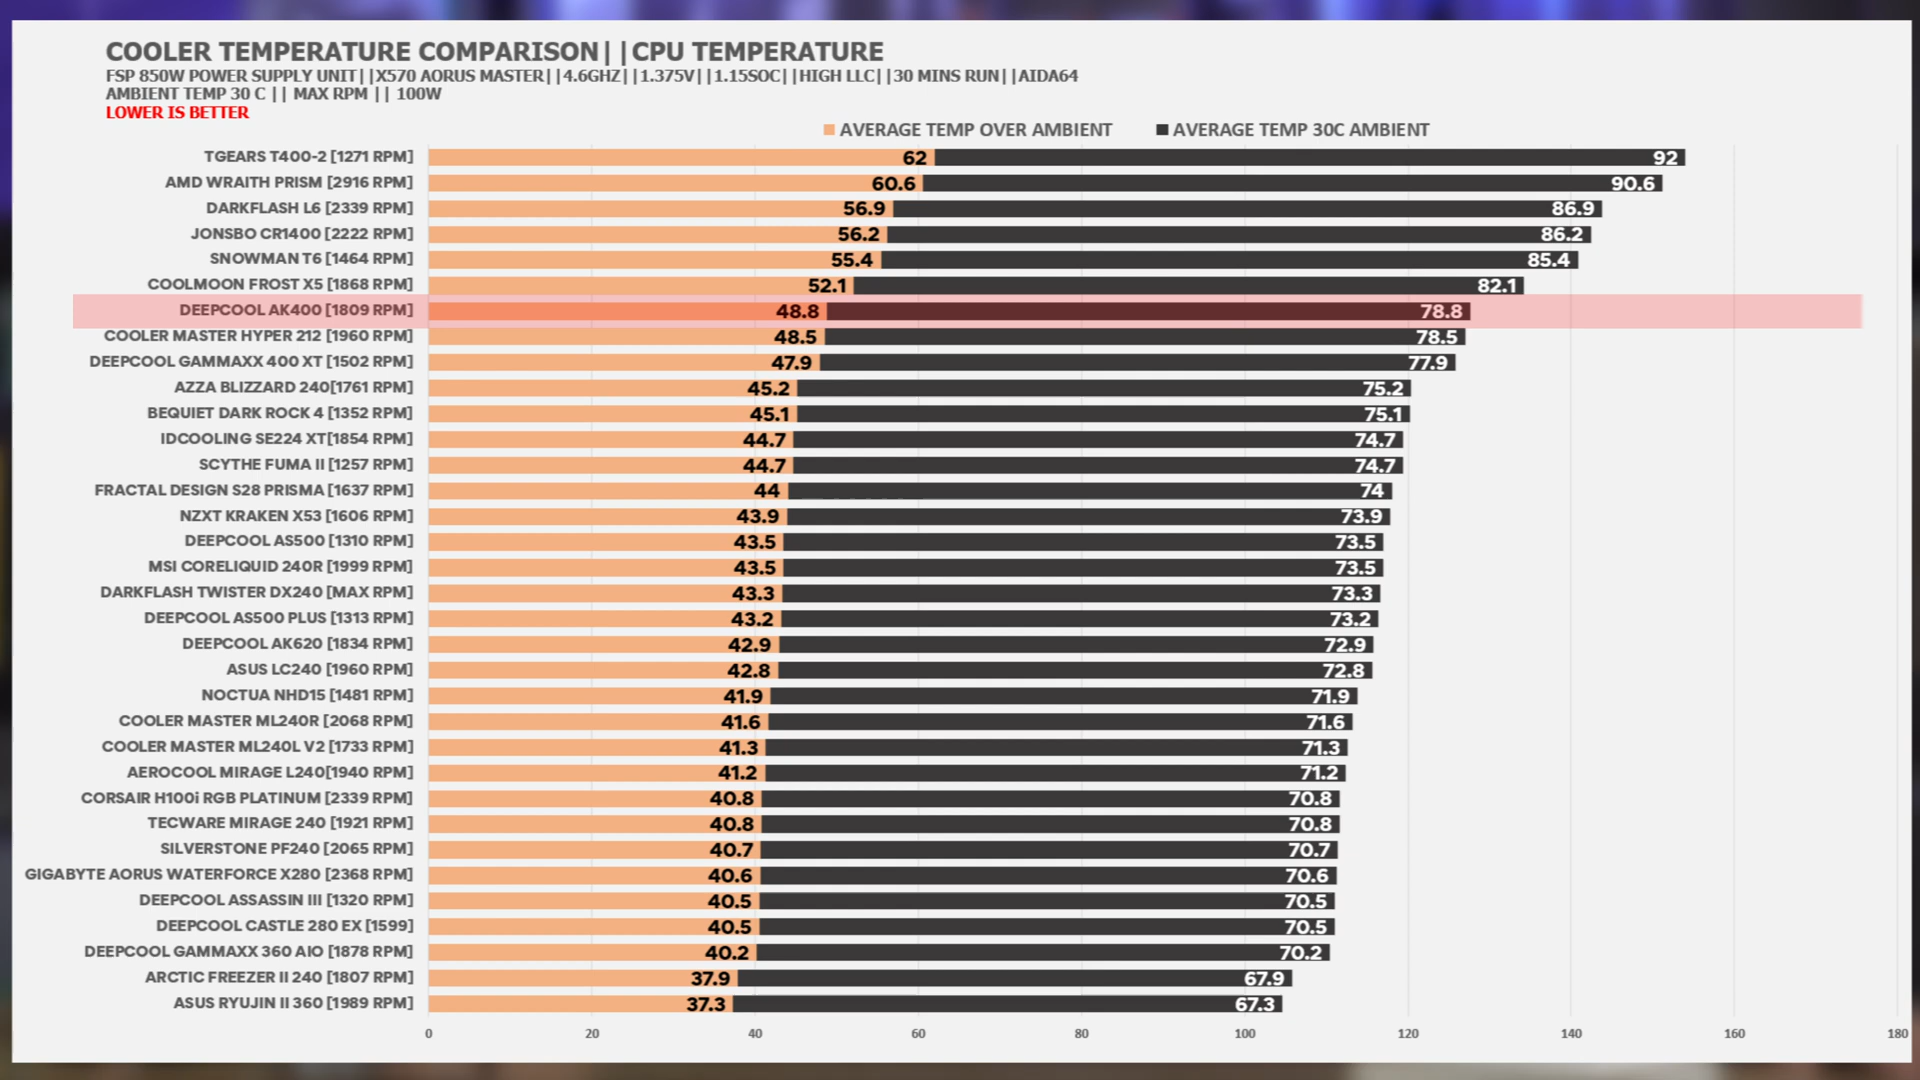 COOLER TEMPERATURE COMPARISON||CPU TEMPERATURE
FSP 850W POWER SUPPLY UNIT||X570 AORUS MASTER||4.6GHZ||1.375V||1.15SOC||HIGH LLC||30 MINS RUN||AIDA64
AMBIENT TEMP 30 C || MAX RPM || 100W
LOWER IS BETTER
AVERAGE TEMP OVER AMBIENT AVERAGE TEMP 30C AMBIENT
TGEARS T400-2 [1271 RPM] 62 92
AMD WRAITH PRISM [2916 RPM] 60.6 90.6
DARKFLASH L6 [2339 RPM] 56.9 86.9
JONSBO CR1400 [2222 RPM] 56.2 86.2
SNOWMAN T6 [1464 RPM] 55.4 85.4
COOLMOON FROST X5 [1868 RPM] 52.1 82.1
DEEPCOOL AK400 [1809 RPM] 48.8 78.8
COOLER MASTER HYPER 212 [1960 RPM] 48.5 78.5
DEEPCOOL GAMMAXX 400 XT [1502 RPM] 47.9 77.9
AZZA BLIZZARD 240[1761 RPM] 45.2 75.2
BEQUIET DARK ROCK 4 [1352 RPM] 45.1 75.1
IDCOOLING SE224 XT[1854 RPM] 44.7 74.7
SCYTHE FUMA II [1257 RPM] 44.7 74.7
FRACTAL DESIGN S28 PRISMA [1637 RPM] 44 74
NZXT KRAKEN X53 [1606 RPM] 43.9 73.9
DEEPCOOL AS500 [1310 RPM] 43.5 73.5
MSI CORELIQUID 240R [1999 RPM] 43.5 73.5
DARKFLASH TWISTER DX240 [MAX RPM] 43.3 73.3
DEEPCOOL AS500 PLUS [1313 RPM] 43.2 73.2
DEEPCOOL AK620 [1834 RPM] 42.9 72.9
ASUS LC240 [1960 RPM] 42.8 72.8
NOCTUA NHD15 [1481 RPM] 41.9 71.9
COOLER MASTER ML240R [2068 RPM] 41.6 71.6
COOLER MASTER ML240L V2 [1733 RPM] 41.3 71.3
AEROCOOL MIRAGE L240[1940 RPM] 41.2 71.2
CORSAIR H100i RGB PLATINUM [2339 RPM] 40.8 70.8
TECWARE MIRAGE 240 [1921 RPM] 40.8 70.8
SILVERSTONE PF240 [2065 RPM] 40.7 70.7
GIGABYTE AORUS WATERFORCE X280 [2368 RPM] 40.6 70.6
DEEPCOOL ASSASSIN III [1320 RPM] 40.5 70.5
DEEPCOOL CASTLE 280 EX [1599] 40.5 70.5
DEEPCOOL GAMMAXX 360 AIO [1878 RPM] 40.2 70.2
ARCTIC FREEZER II 240 [1807 RPM] 37.9 67.9
ASUS RYUJIN II 360 [1989 RPM] 37.3 67.3
0 20 40 60 80 100 120 140 160 180